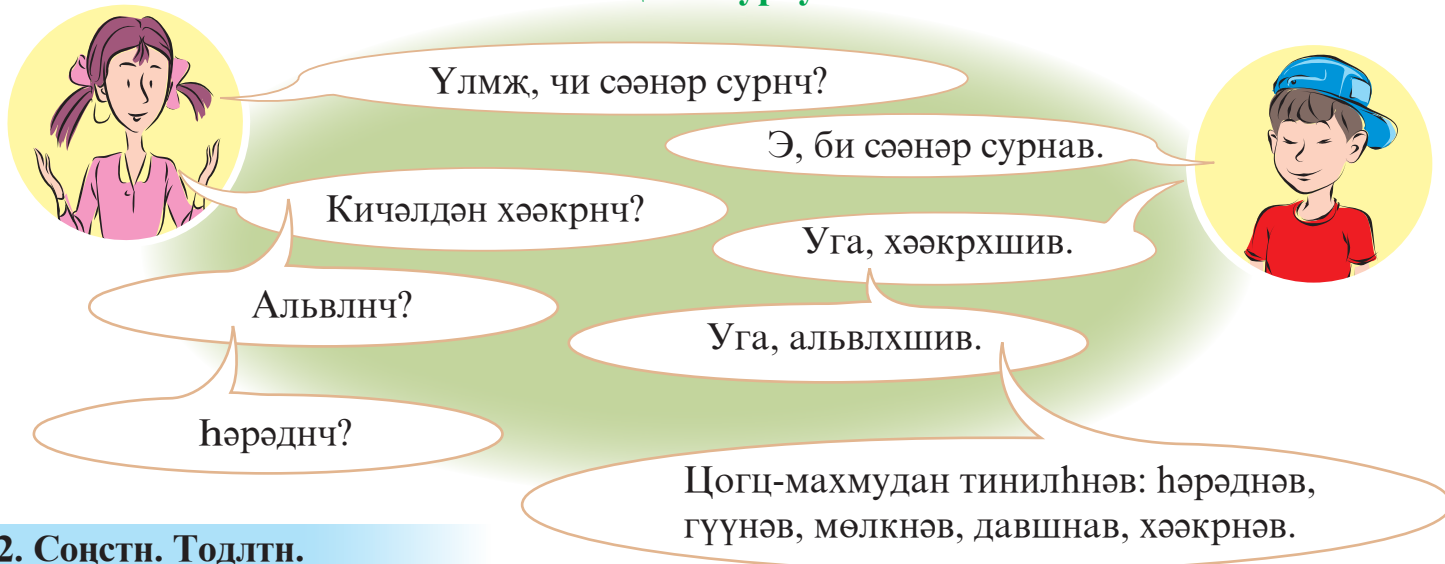 Үлмҗ, чи сәәнәр сурнч?
Э, би сәәнәр сурнав.
Кичәлдән хәәкрнч?
Уга, хәәкрхшив.
Альвлнч?
Уга, альвлхшив.
Һәрәднч?
Цогц-махмудан тинилһнәв: һәрәднәв,
гүүнәв, мөлкнәв, давшнав, хәәкрнәв.
2. Соңстн. Тодлтн.